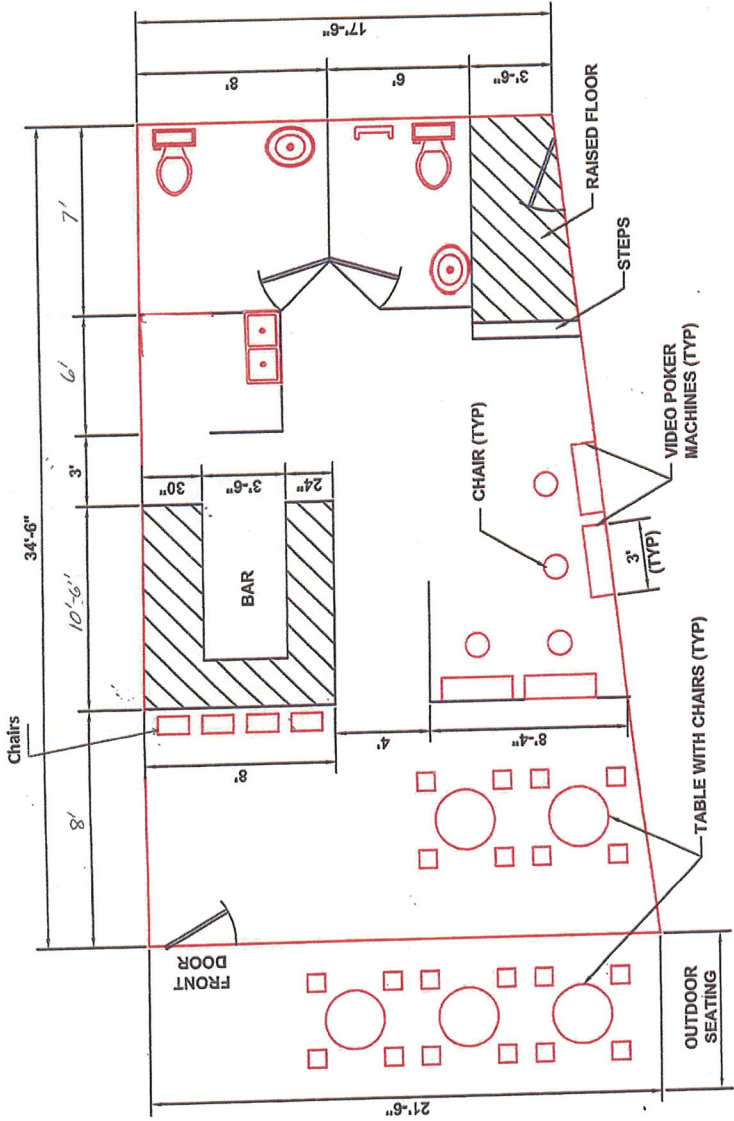 34'-6"
8'
10'-6"
3'
6'
7'
Chairs
17'-6"
8'
6'
3'-6"
30"
3'-6"
24"
BAR
8'
4'
8'-4"
FRONT
DOOR
21'-6"
OUTDOOR
SEATING
TABLE WITH CHAIRS (TYP)
3'
(TYP)
CHAIR (TYP)
VIDEO POKER
MACHINES (TYP)
STEPS
RAISED FLOOR